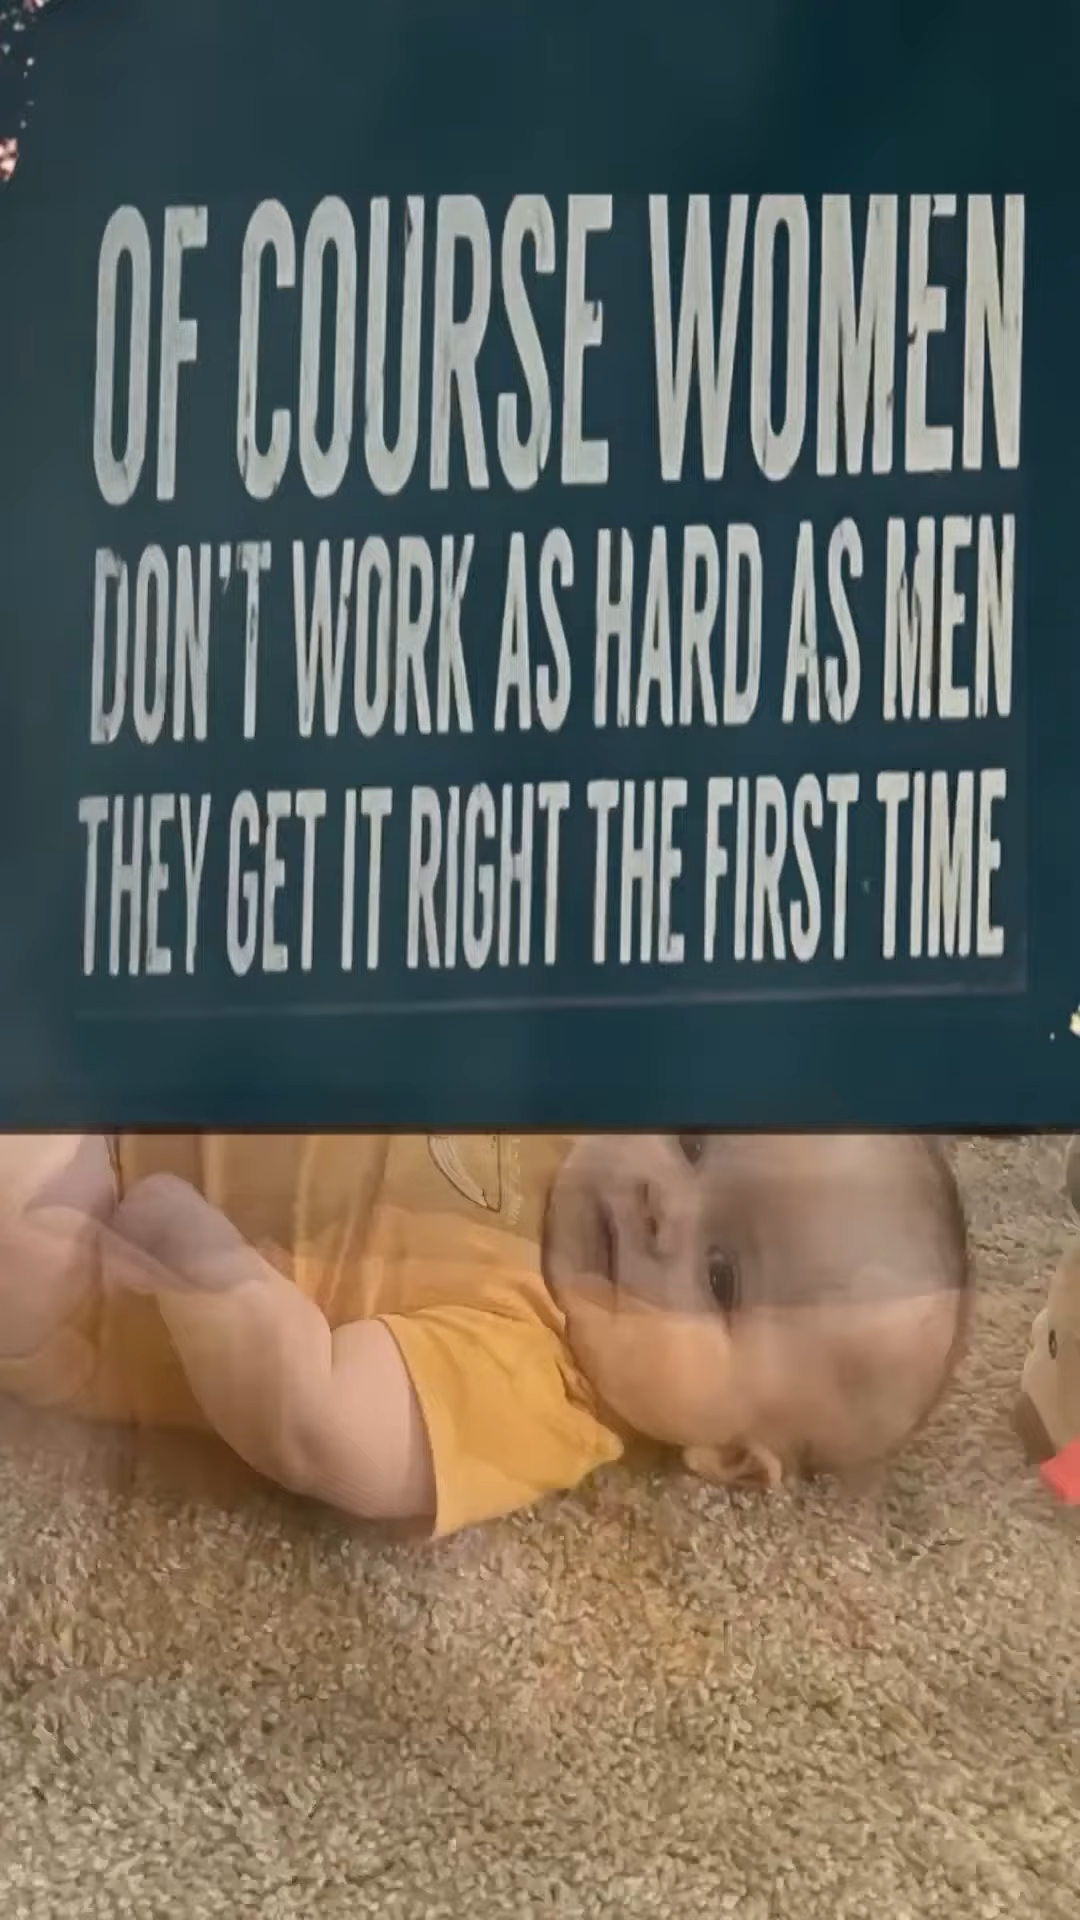 OF COURSE WOMEN
DON'T WORK AS HARD AS MEN
THEY GET IT RIGHT THE FIRST TIME